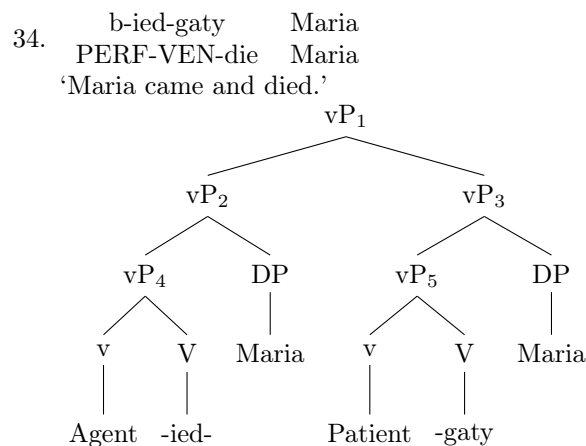 34. b-ied-gaty Maria
PERF-VEN-die Maria
‘Maria came and died.’
vP₁
vP₂ vP₃
vP₄ DP vP₅ DP
v V Maria v V Maria
Agent -ied- Patient -gaty